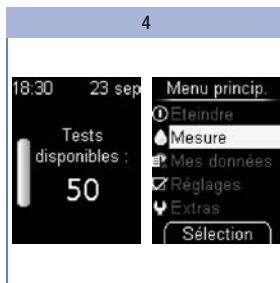 4
18:30 23 sep
Tests
disponibles :
50
Menu princip.
Eteindre
Mesure
Mes données
Réglages
Extras
Sélection